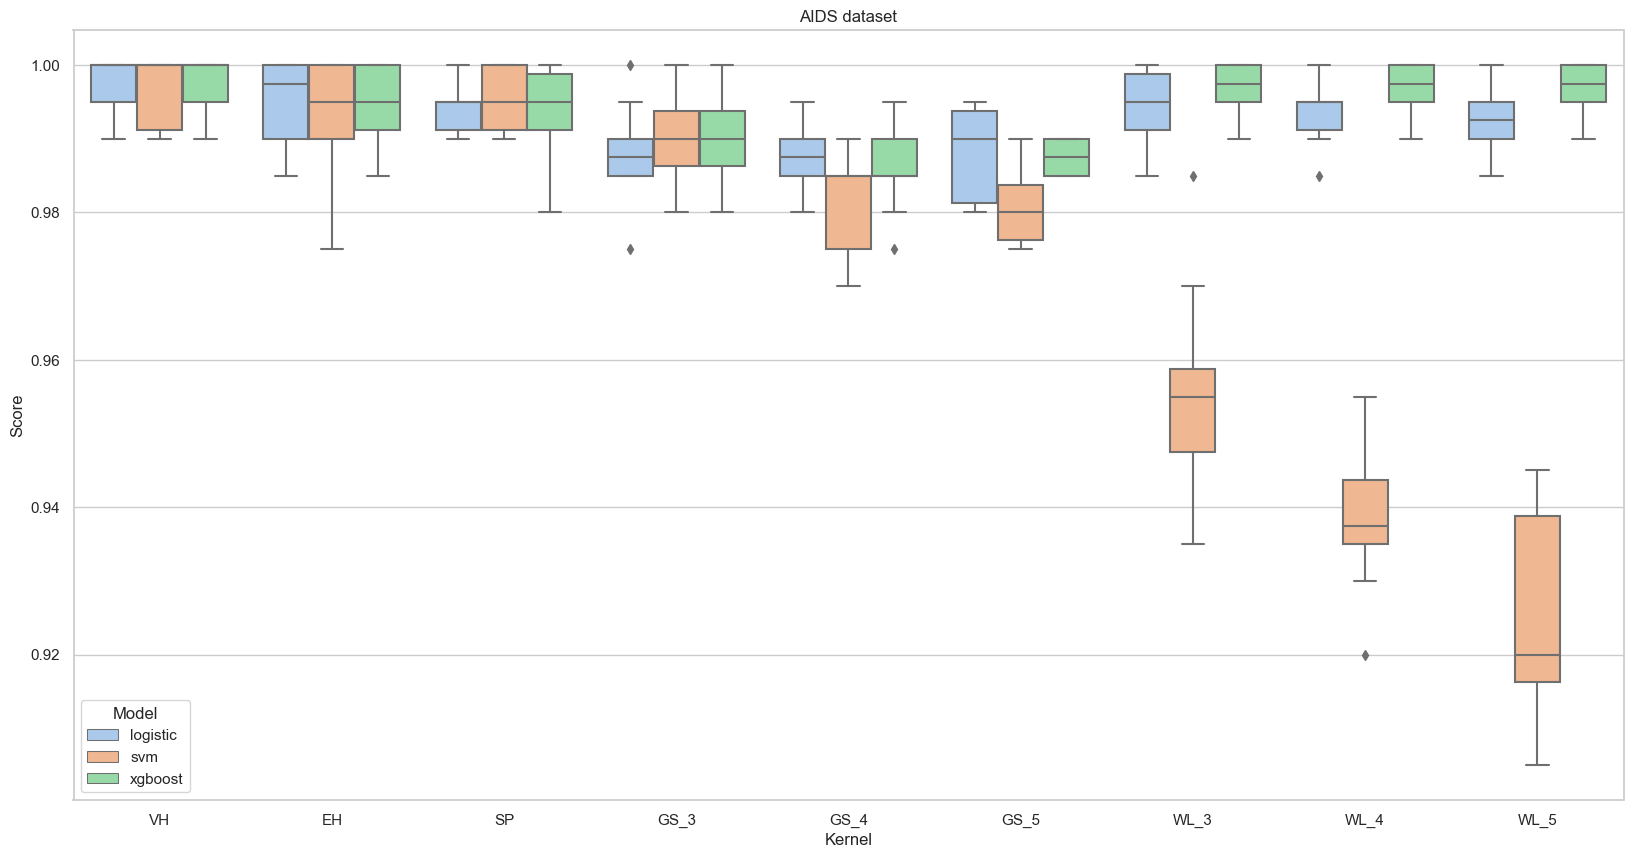 AIDS dataset
1.00
0.98
0.96
0.94
0.92
Score
Model
logistic
svm
xgboost
VH EH SP GS_3 GS_4 GS_5 WL_3 WL_4 WL_5
Kernel